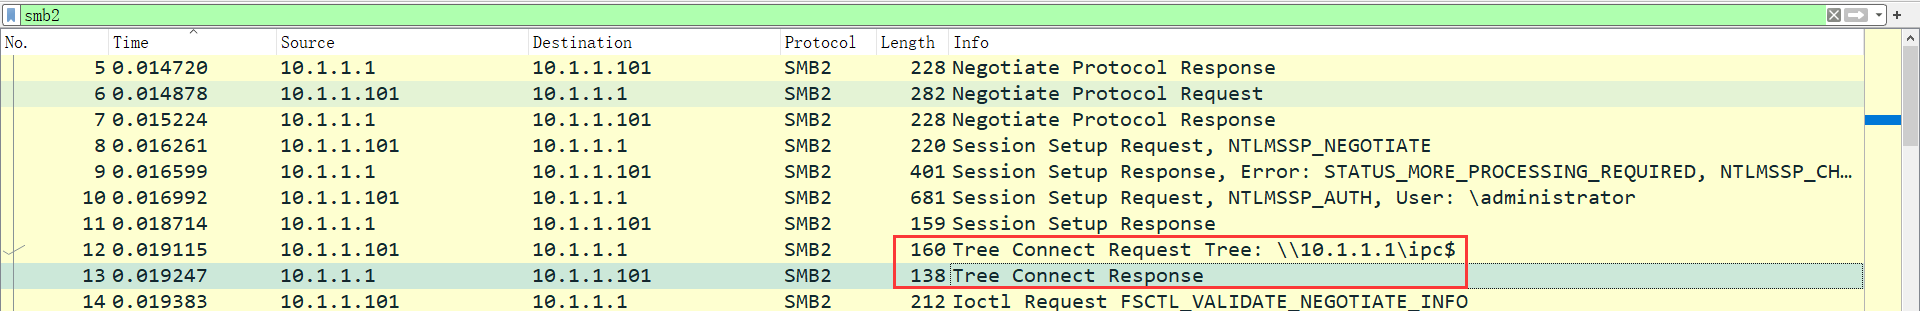 smb2
No. Time Source Destination Protocol Length Info
5 0.014720 10.1.1.1 10.1.1.101 SMB2 228 Negotiate Protocol Response
6 0.014878 10.1.1.101 10.1.1.1 SMB2 282 Negotiate Protocol Request
7 0.015224 10.1.1.1 10.1.1.101 SMB2 228 Negotiate Protocol Response
8 0.016261 10.1.1.101 10.1.1.1 SMB2 220 Session Setup Request, NTLMSSP_NEGOTIATE
9 0.016599 10.1.1.1 10.1.1.101 SMB2 401 Session Setup Response, Error: STATUS_MORE_PROCESSING_REQUIRED, NTLMSSP_CH…
10 0.016992 10.1.1.101 10.1.1.1 SMB2 681 Session Setup Request, NTLMSSP_AUTH, User: \administrator
11 0.018714 10.1.1.1 10.1.1.101 SMB2 159 Session Setup Response
12 0.019115 10.1.1.101 10.1.1.1 SMB2 160 Tree Connect Request Tree: \\10.1.1.1\ipc$
13 0.019247 10.1.1.1 10.1.1.101 SMB2 138 Tree Connect Response
14 0.019383 10.1.1.101 10.1.1.1 SMB2 212 Ioctl Request FSCTL_VALIDATE_NEGOTIATE_INFO